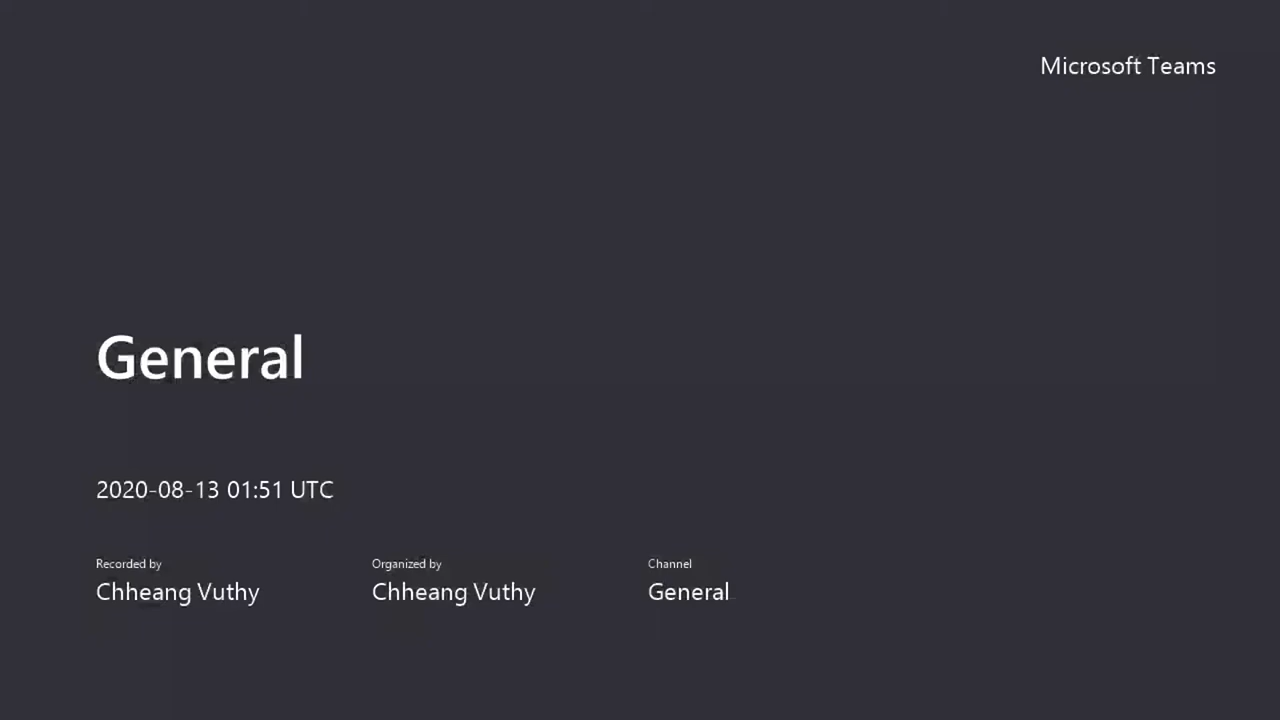 Microsoft Teams
General
2020-08-13 01:51 UTC
Recorded by
Chheang Vuthy
Organized by
Chheang Vuthy
Channel
General